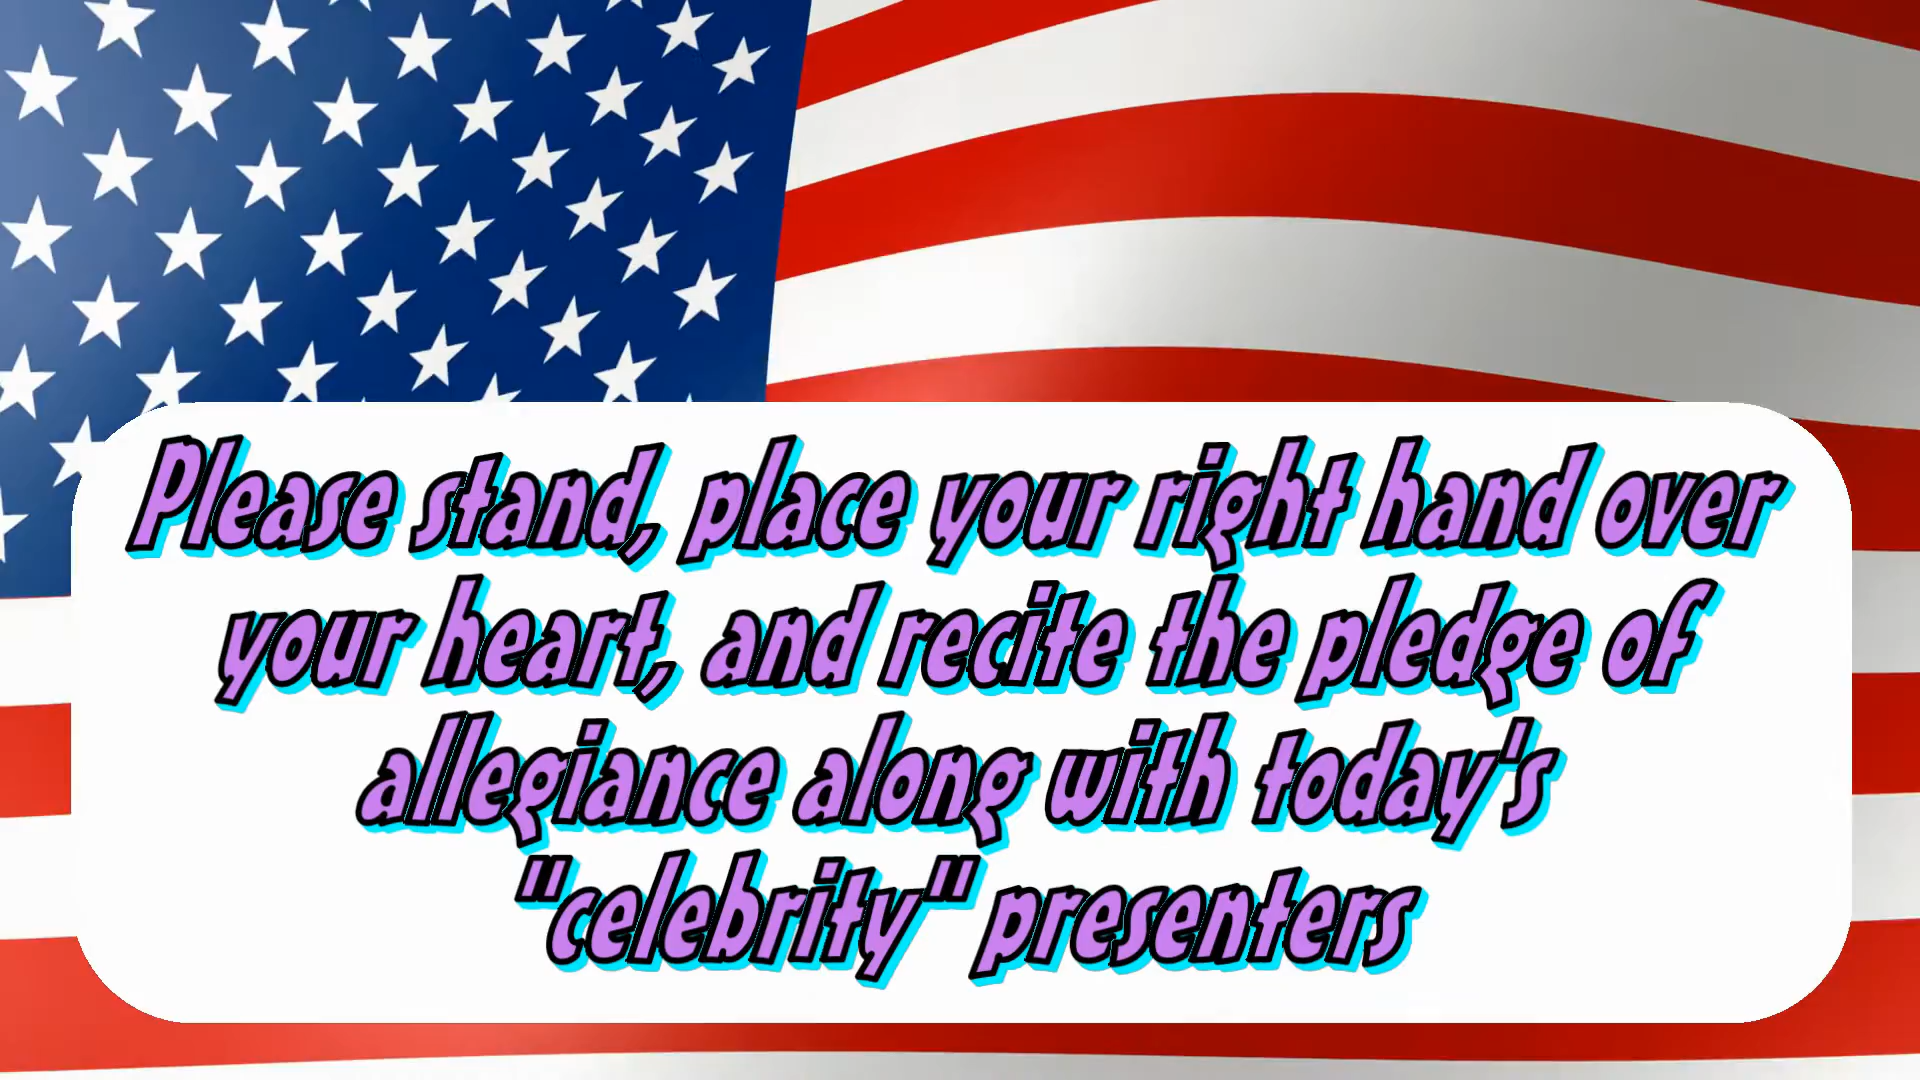 Please stand, place your right hand over
your heart, and recite the pledge of
allegiance along with today's
"celebrity" presenters